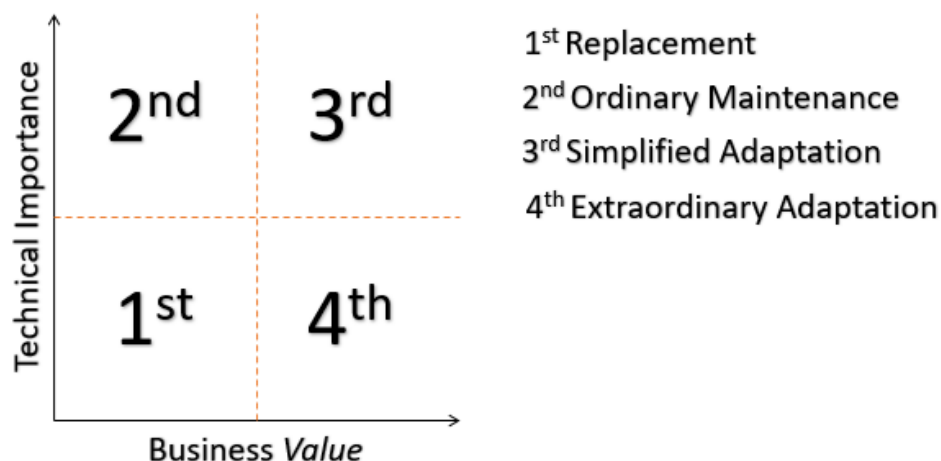 Technical Importance
2nd
3rd
1st
4th
Business Value
1st Replacement
2nd Ordinary Maintenance
3rd Simplified Adaptation
4th Extraordinary Adaptation